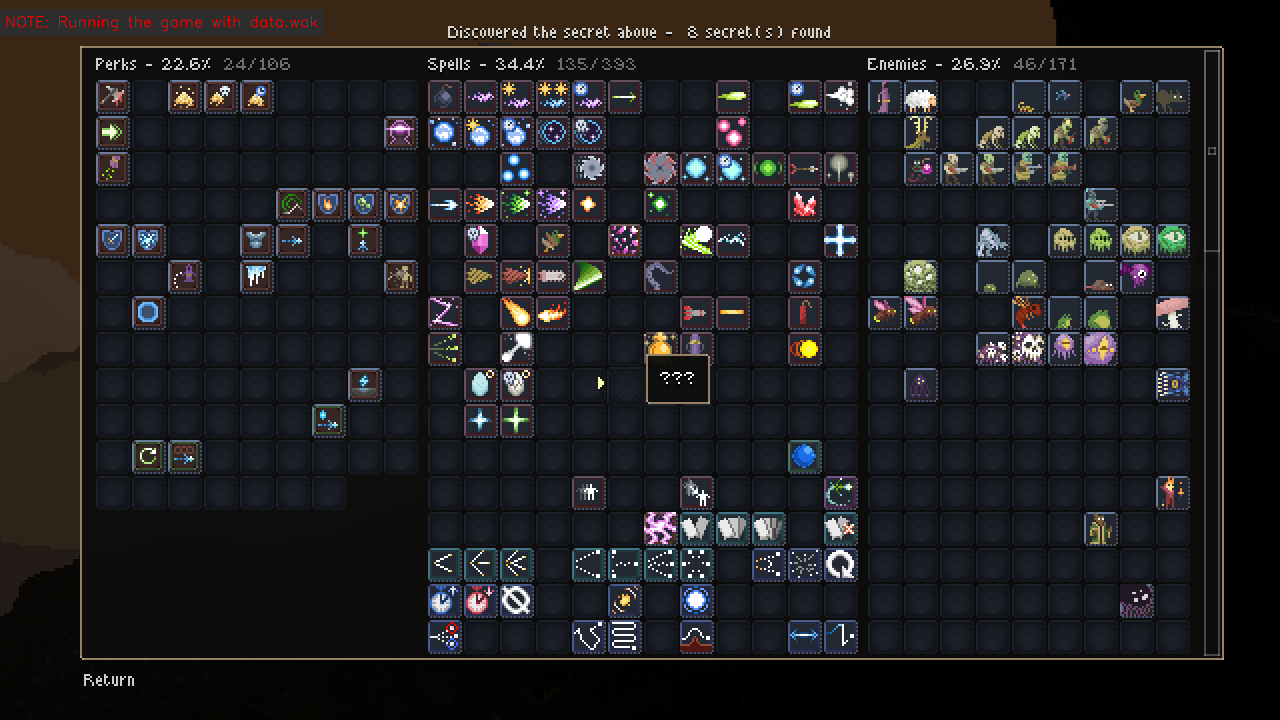 NOTE: Running the game with data.wak
Discovered the secret above - 8 secret(s) found
Perks - 22.6% 24/106
Spells - 34.4% 135/393
Enemies - 26.9% 46/171
???
Return